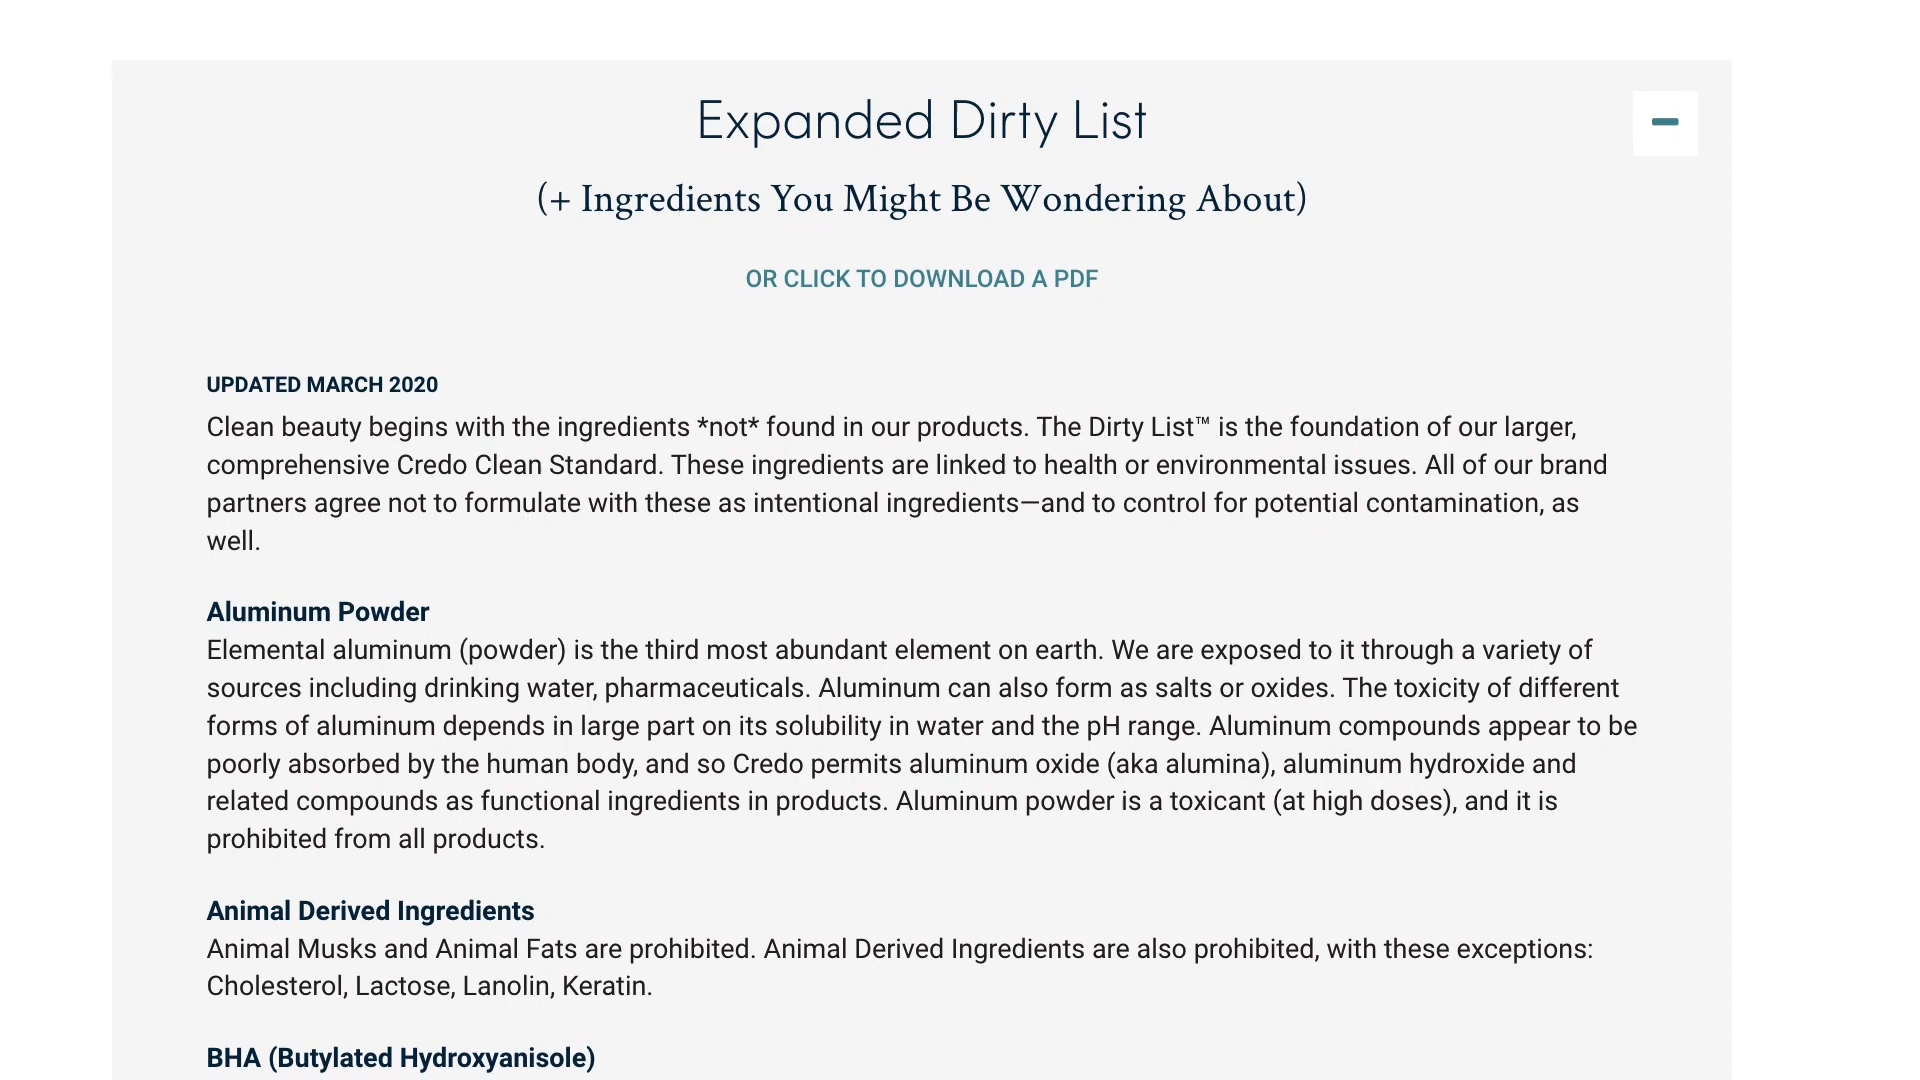 Expanded Dirty List
(+ Ingredients You Might Be Wondering About)
OR CLICK TO DOWNLOAD A PDF
UPDATED MARCH 2020
Clean beauty begins with the ingredients *not* found in our products. The Dirty List™ is the foundation of our larger,
comprehensive Credo Clean Standard. These ingredients are linked to health or environmental issues. All of our brand
partners agree not to formulate with these as intentional ingredients—and to control for potential contamination, as
well.
Aluminum Powder
Elemental aluminum (powder) is the third most abundant element on earth. We are exposed to it through a variety of
sources including drinking water, pharmaceuticals. Aluminum can also form as salts or oxides. The toxicity of different
forms of aluminum depends in large part on its solubility in water and the pH range. Aluminum compounds appear to be
poorly absorbed by the human body, and so Credo permits aluminum oxide (aka alumina), aluminum hydroxide and
related compounds as functional ingredients in products. Aluminum powder is a toxicant (at high doses), and it is
prohibited from all products.
Animal Derived Ingredients
Animal Musks and Animal Fats are prohibited. Animal Derived Ingredients are also prohibited, with these exceptions:
Cholesterol, Lactose, Lanolin, Keratin.
BHA (Butylated Hydroxyanisole)